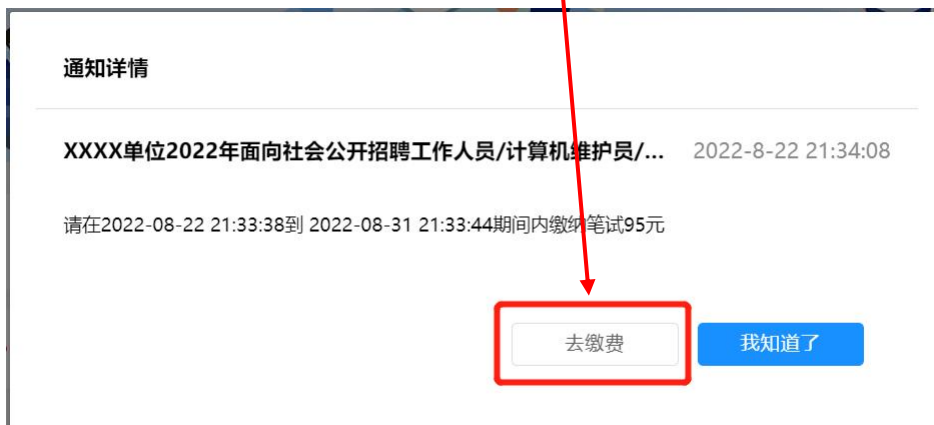 通知详情
XXXX单位2022年面向社会公开招聘工作人员/计算机维护员/... 2022-8-22 21:34:08
请在2022-08-22 21:33:38到 2022-08-31 21:33:44期间内缴纳笔试95元
去缴费 我知道了